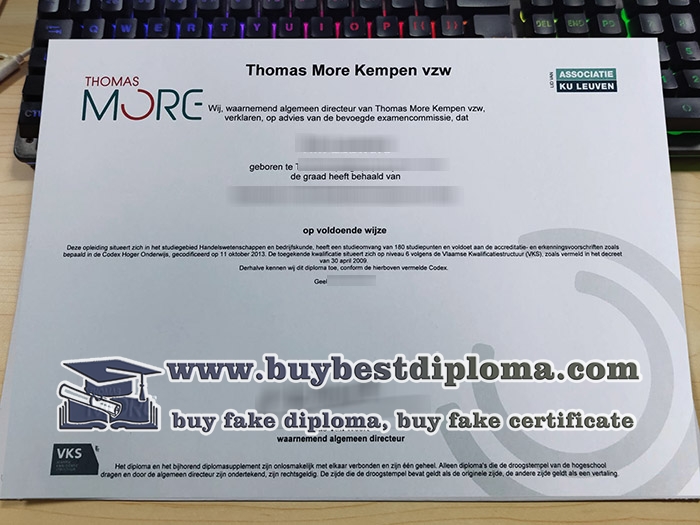 Thomas More Kempen vzw
THOMAS
MORE
LID VAN
ASSOCIATIE
KU LEUVEN
Wij, waarnemend algemeen directeur van Thomas More Kempen vzw,
verklaren, op advies van de bevoegde examencommissie, dat
geboren te T
de graad heeft behaald van
op voldoende wijze
Deze opleiding situeert zich in het studiegebied Handelswetenschappen en bedrijfskunde, heeft een studieomvang van 180 studiepunten en voldoet aan de accreditatie- en erkenningsvoorschriften zoals
bepaald in de Codex Hoger Onderwijs, gecodificeerd op 11 oktober 2013. De toegekende kwalificatie situeert zich op niveau 6 volgens de Vlaamse Kwalificatiestructuur (VKS), zoals vermeld in het decreet
van 30 april 2009.
Derhalve kennen wij dit diploma toe, conform de hierboven vermelde Codex.
Geel
www.buybestdiploma.com
buy fake diploma, buy fake certificate
waarnemend algemeen directeur
VKS
Het diploma en het bijhorend diplomasupplement zijn onlosmakelijk met elkaar verbonden en zijn één geheel. Alleen diploma's die de droogstempel van de hogeschool
dragen en door de algemeen directeur zijn ondertekend, zijn rechtsgeldig. De zijde die de droogstempel bevat geldt als de originele zijde, de andere zijde geldt als een vertaling.